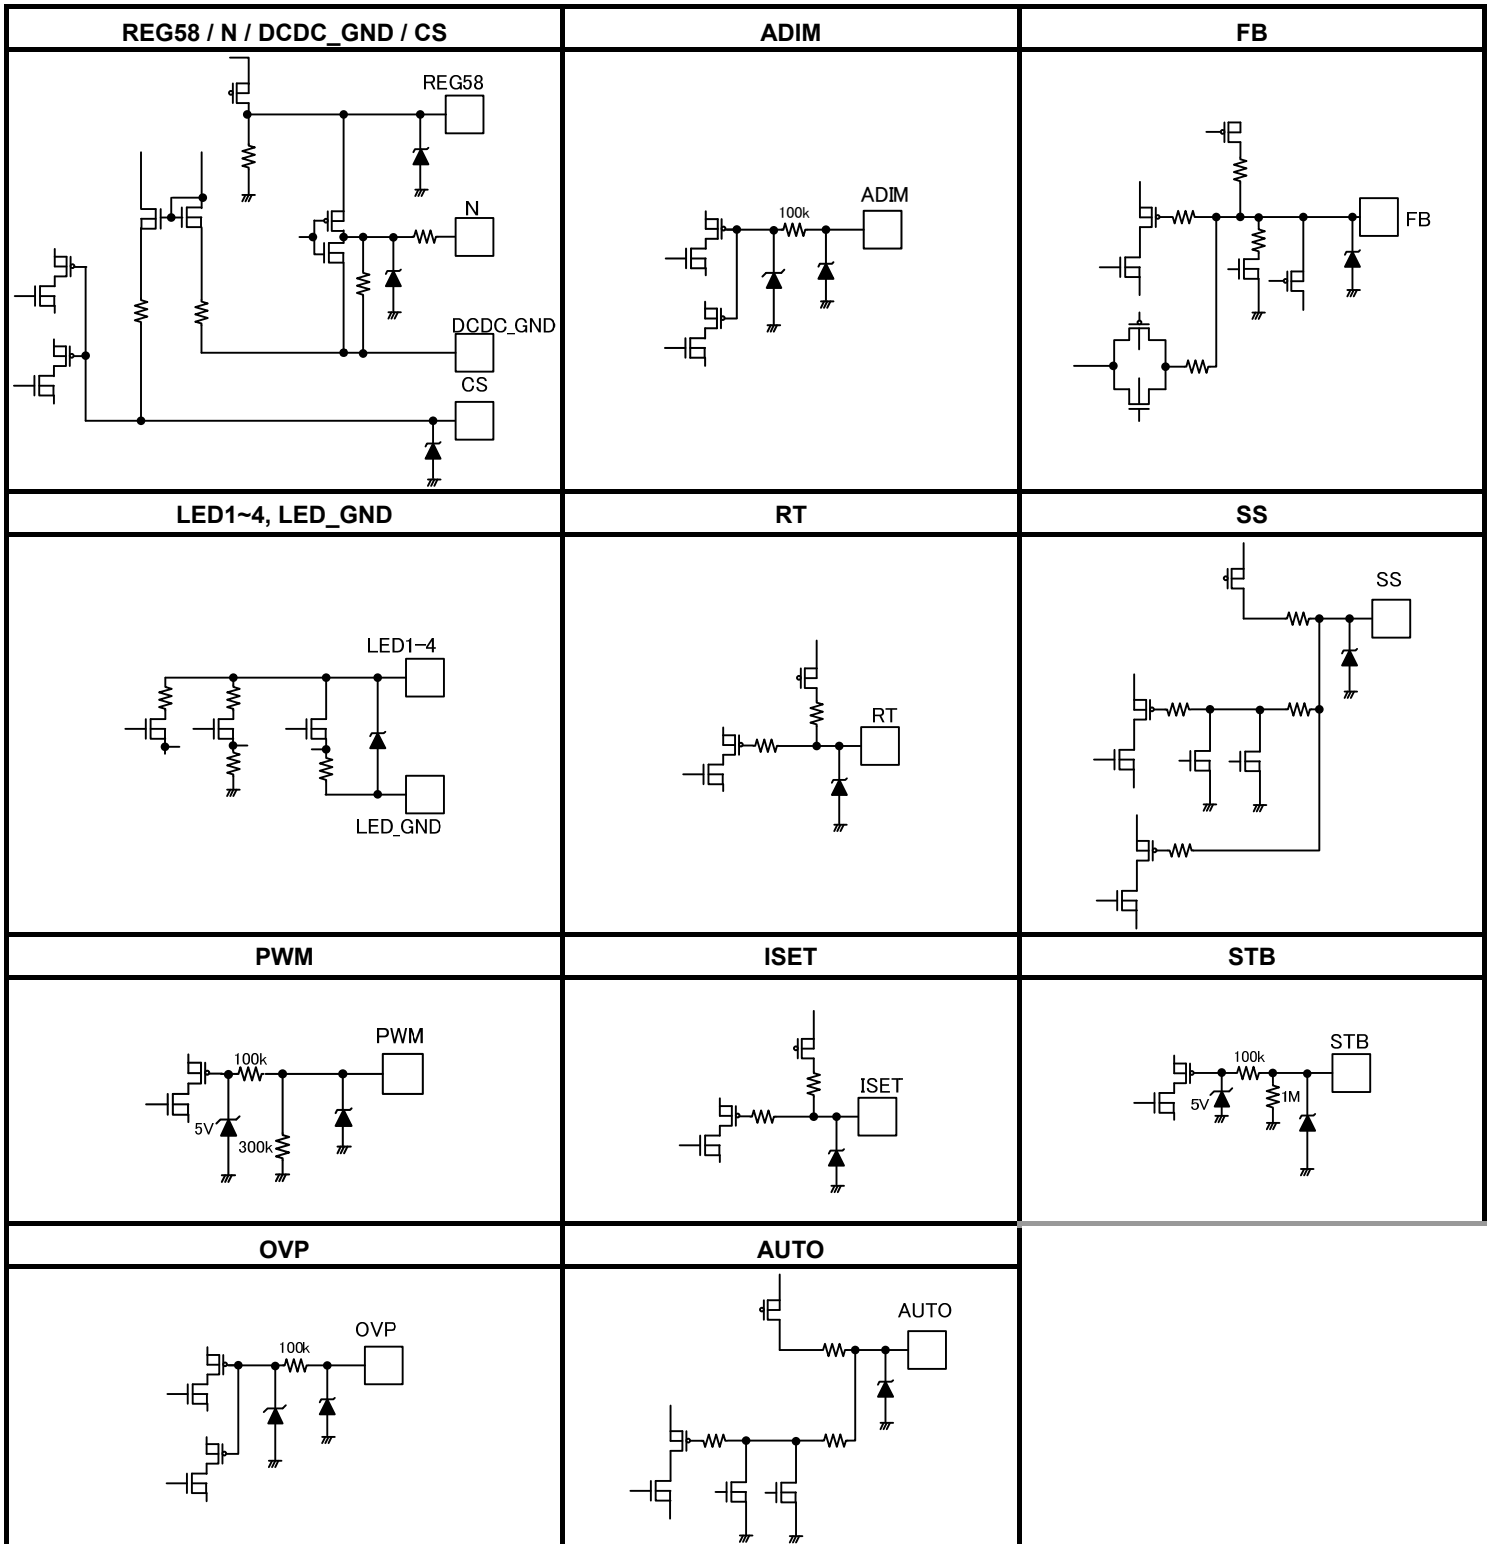 REG58 / N / DCDC_GND / CS
ADIM
FB
REG58
N
DCDC_GND
CS
100k
ADIM
FB
LED1~4, LED_GND
RT
SS
LED1-4
LED_GND
RT
SS
PWM
ISET
STB
PWM
100k
5V
300k
ISET
STB
100k
5V
1M
OVP
AUTO
OVP
100k
AUTO